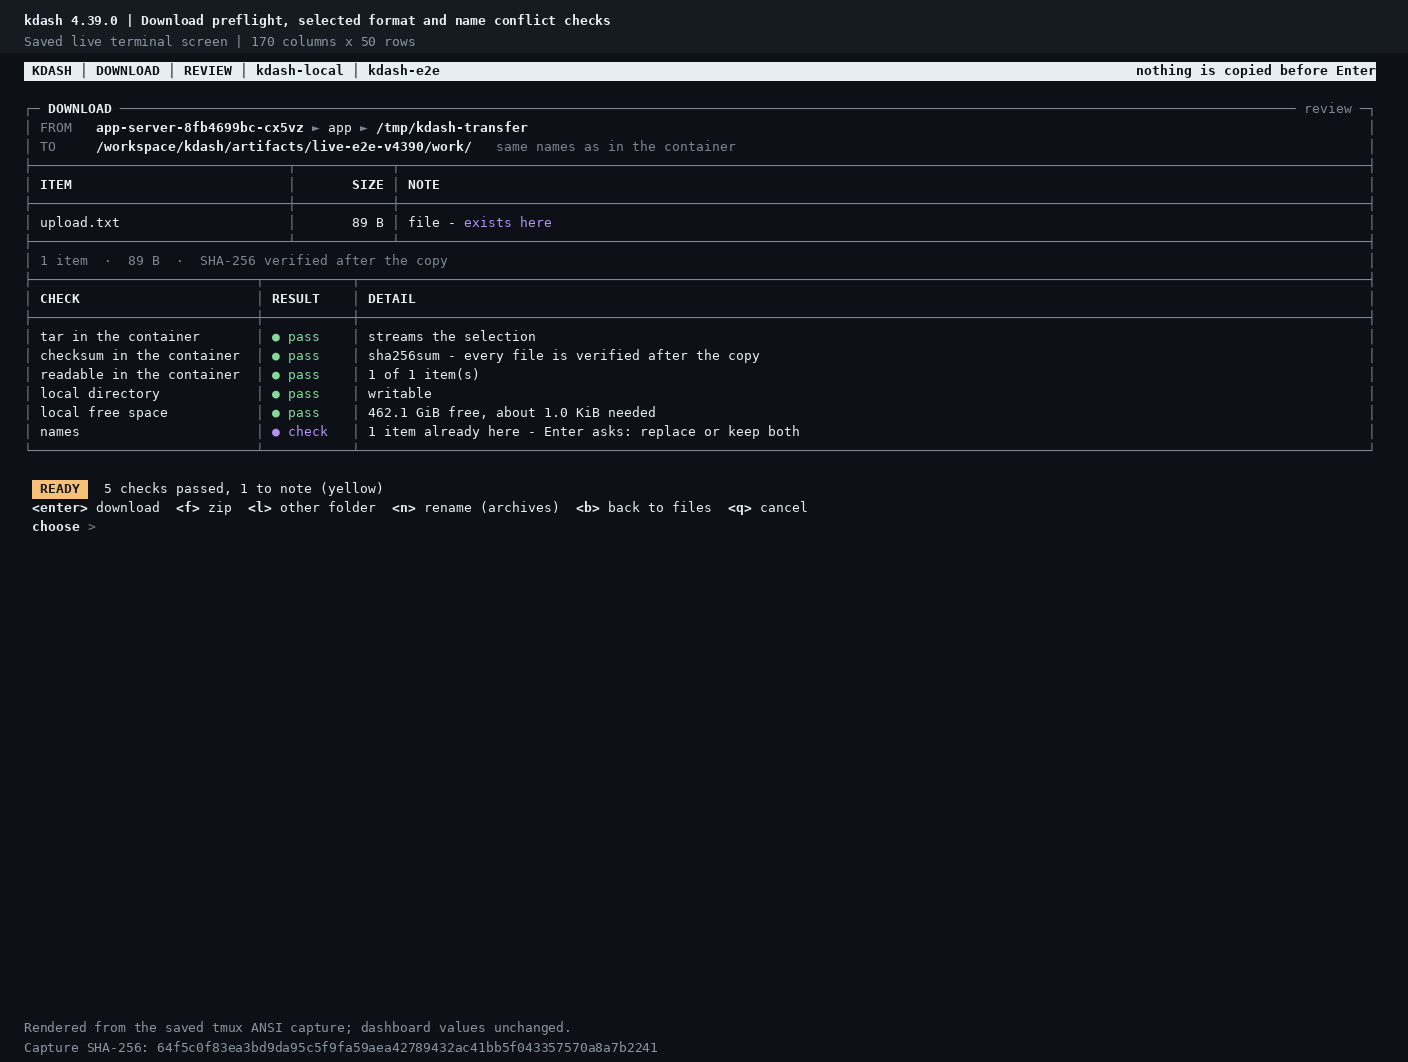 kdash 4.39.0 | Download preflight, selected format and name conflict checks
Saved live terminal screen | 170 columns x 50 rows
KDASH │ DOWNLOAD │ REVIEW │ kdash-local │ kdash-e2e nothing is copied before Enter
DOWNLOAD review
FROM app-server-8fb4699bc-cx5vz ► app ► /tmp/kdash-transfer
TO /workspace/kdash/artifacts/live-e2e-v4390/work/ same names as in the container
ITEM │ SIZE │ NOTE
upload.txt │ 89 B │ file - exists here
1 item · 89 B · SHA-256 verified after the copy
CHECK │ RESULT │ DETAIL
tar in the container │ ● pass │ streams the selection
checksum in the container │ ● pass │ sha256sum - every file is verified after the copy
readable in the container │ ● pass │ 1 of 1 item(s)
local directory │ ● pass │ writable
local free space │ ● pass │ 462.1 GiB free, about 1.0 KiB needed
names │ ● check │ 1 item already here - Enter asks: replace or keep both
READY 5 checks passed, 1 to note (yellow)
<enter> download <f> zip <l> other folder <n> rename (archives) <b> back to files <q> cancel
choose >
Rendered from the saved tmux ANSI capture; dashboard values unchanged.
Capture SHA-256: 64f5c0f83ea3bd9da95c5f9fa59aea42789432ac41bb5f043357570a8a7b2241